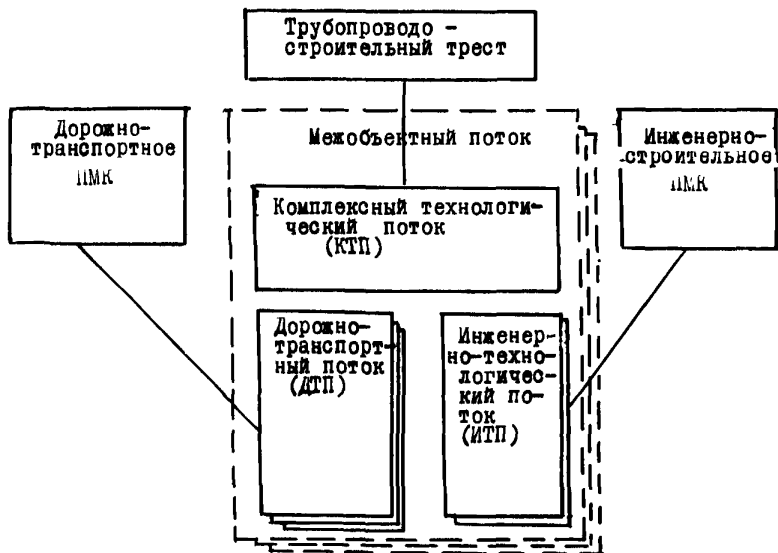 Трубопроводо -
строительный трест
Дорожно-
транспортное
ПМК
Межобъектный поток
Инженерно-
строительное
ПМК
Комплексный технологи-
ческий поток
(КТП)
Дорожно-
транспорт-
ный поток
(ДТП)
Инженер-
но-техно-
логичес-
кий по-
ток
(ИТП)